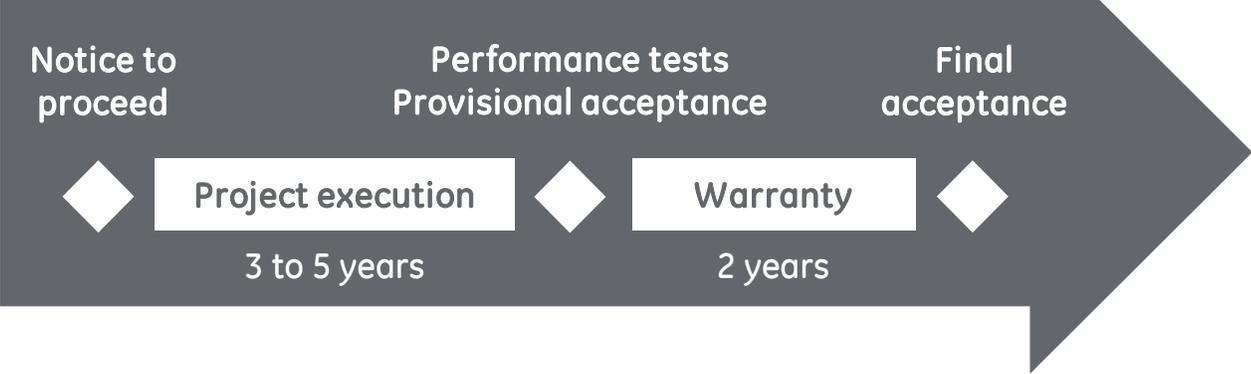 Notice to
proceed
Performance tests
Provisional acceptance
Final
acceptance
Project execution
Warranty
3 to 5 years
2 years